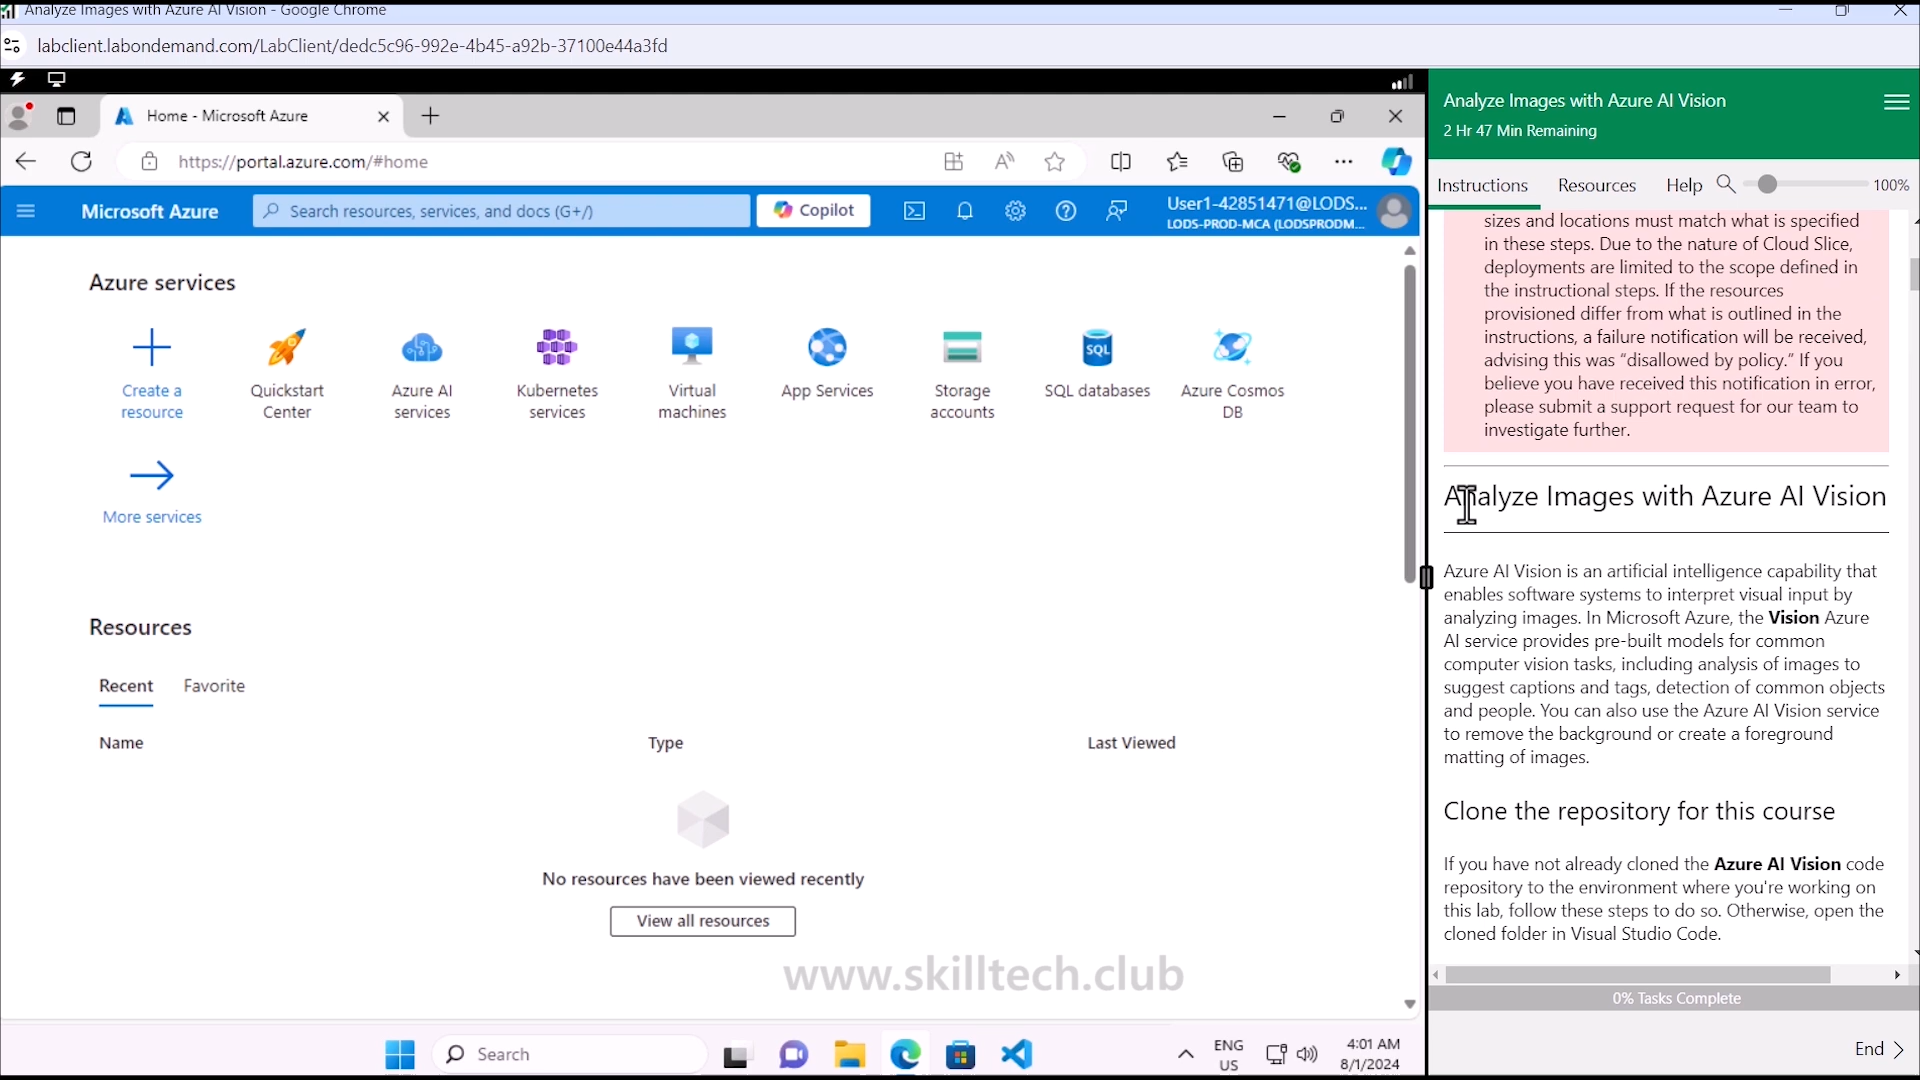 Analyze Images with Azure AI Vision - Google Chrome
labclient.labondemand.com/LabClient/dedc5c96-992e-4b45-a92b-37100e44a3fd
Home - Microsoft Azure
https://portal.azure.com/#home
Microsoft Azure
Search resources, services, and docs (G+/)
Copilot
User1-42851471@LODS...
LODS-PROD-MCA (LODSPRODM...
Azure services
Create a
resource
Quickstart
Center
Azure AI
services
Kubernetes
services
Virtual
machines
App Services
Storage
accounts
SQL
SQL databases
Azure Cosmos
DB
More services
Resources
Recent
Favorite
Name
Type
Last Viewed
No resources have been viewed recently
View all resources
www.skilltech.club
Search
ENG
US
4:01 AM
8/1/2024
Analyze Images with Azure AI Vision
2 Hr 47 Min Remaining
Instructions
Resources
Help
100%
sizes and locations must match what is specified
in these steps. Due to the nature of Cloud Slice,
deployments are limited to the scope defined in
the instructional steps. If the resources
provisioned differ from what is outlined in the
instructions, a failure notification will be received,
advising this was “disallowed by policy.” If you
believe you have received this notification in error,
please submit a support request for our team to
investigate further.
Analyze Images with Azure AI Vision
Azure AI Vision is an artificial intelligence capability that
enables software systems to interpret visual input by
analyzing images. In Microsoft Azure, the Vision Azure
AI service provides pre-built models for common
computer vision tasks, including analysis of images to
suggest captions and tags, detection of common objects
and people. You can also use the Azure AI Vision service
to remove the background or create a foreground
matting of images.
Clone the repository for this course
If you have not already cloned the Azure AI Vision code
repository to the environment where you're working on
this lab, follow these steps to do so. Otherwise, open the
cloned folder in Visual Studio Code.
0% Tasks Complete
End